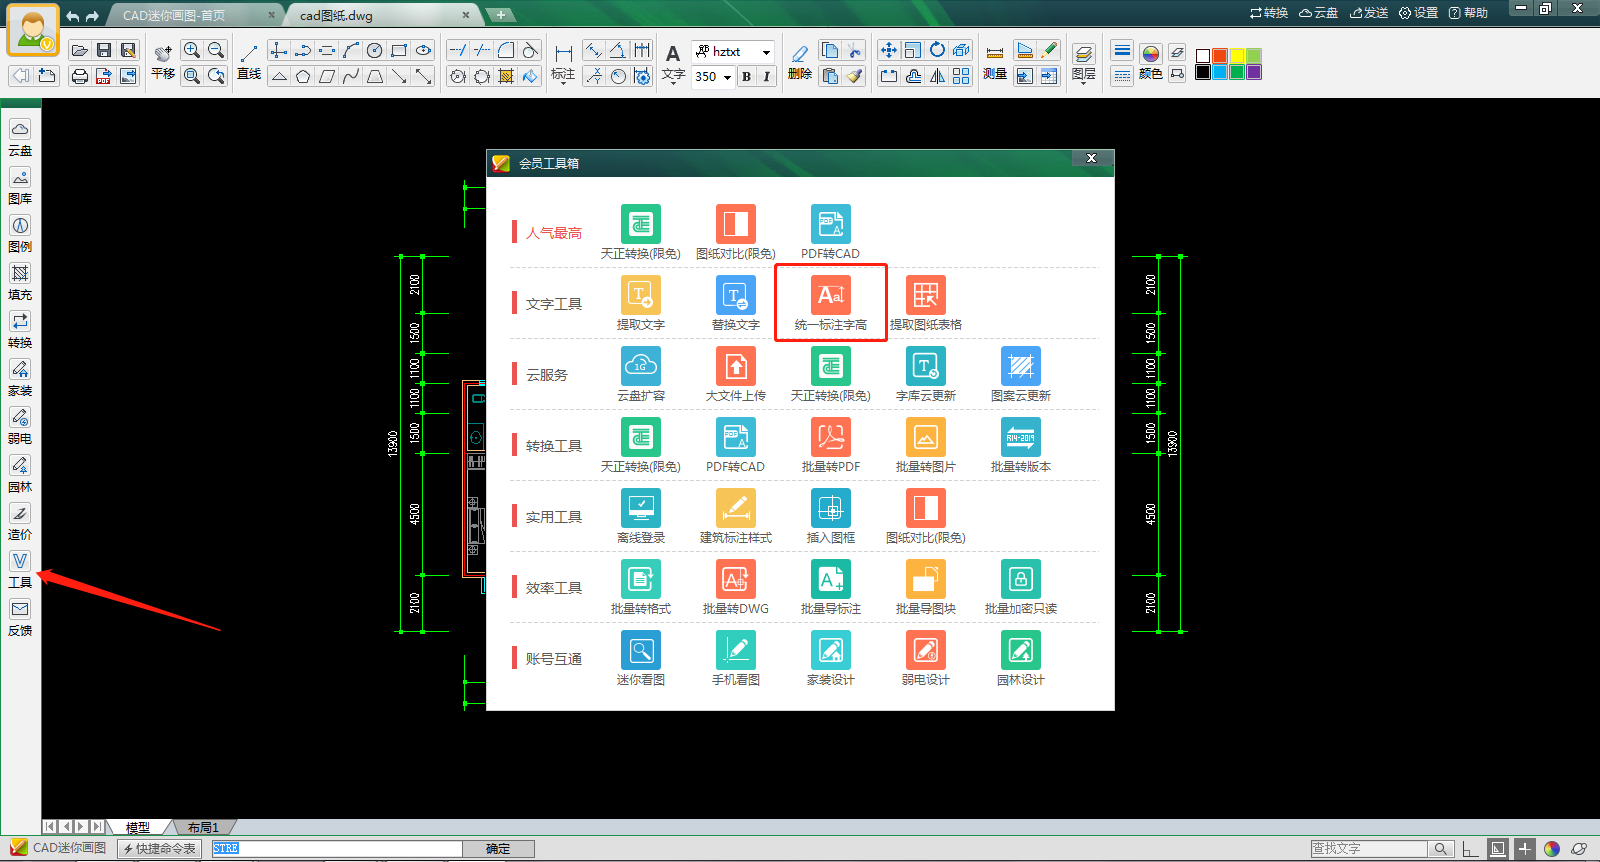 CAD迷你画图-首页
cad图纸.dwg
转换 云盘 发送 设置 帮助
平移 直线 标注 文字 hztxt 350 B I 删除 测量 图层 颜色
云盘
图库
图例
填充
转换
家装
弱电
园林
造价
工具
反馈
会员工具箱
人气最高
天正转换(限免) 图纸对比(限免) PDF转CAD
文字工具
提取文字 替换文字 统一标注字高 提取图纸表格
云服务
1G
云盘扩容 大文件上传 天正转换(限免) 字库云更新 图案云更新
转换工具
R14-2019
天正转换(限免) PDF转CAD 批量转PDF 批量转图片 批量转版本
实用工具
离线登录 建筑标注样式 插入图框 图纸对比(限免)
效率工具
批量转格式 批量转DWG 批量导标注 批量导图块 批量加密只读
账号互通
迷你看图 手机看图 家装设计 弱电设计 园林设计
2100
1500
1100
1100
1500
4500
2100
13900
2100
1500
1100
1100
1500
4500
2100
13900
模型 布局1
CAD迷你画图 快捷命令表 STRE 确定 查找文字